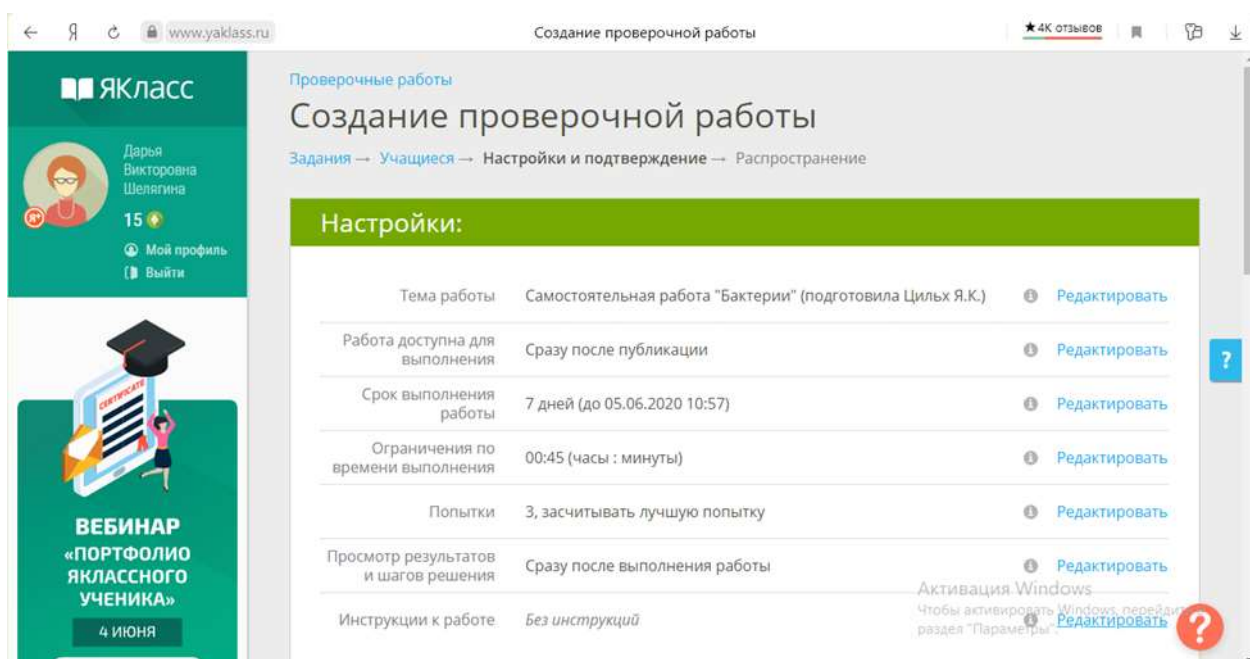 www.yaklass.ru
Создание проверочной работы
★4К отзывов
ЯКласс
Дарья
Викторовна
Шелягина
15
Мой профиль
Выйти
CERTIFICATE
ВЕБИНАР
«ПОРТФОЛИО
ЯКЛАССНОГО
УЧЕНИКА»
4 ИЮНЯ
Проверочные работы
Создание проверочной работы
Задания → Учащиеся → Настройки и подтверждение → Распространение
Настройки:
Тема работы Самостоятельная работа "Бактерии" (подготовила Цильх Я.К.) Редактировать
Работа доступна для
выполнения Сразу после публикации Редактировать
Срок выполнения
работы 7 дней (до 05.06.2020 10:57) Редактировать
Ограничения по
времени выполнения 00:45 (часы : минуты) Редактировать
Попытки 3, засчитывать лучшую попытку Редактировать
Просмотр результатов
и шагов решения Сразу после выполнения работы Редактировать
Инструкции к работе Без инструкций Редактировать
Активация Windows
Чтобы активировать Windows, перейдит
раздел "Параметры".
?
?